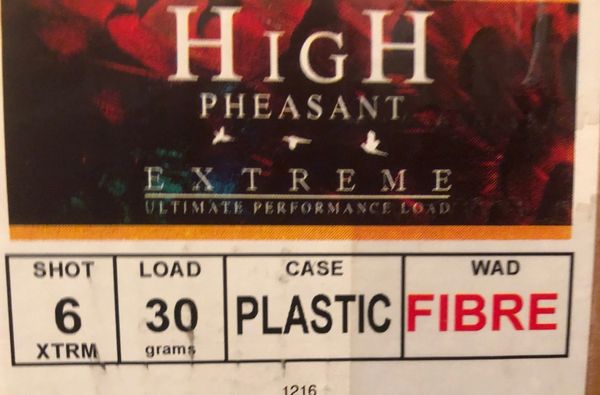 HIGH
PHEASANT
EXTREME
ULTIMATE PERFORMANCE LOAD
SHOT LOAD CASE WAD
6 30 PLASTIC FIBRE
XTRM grams
1216